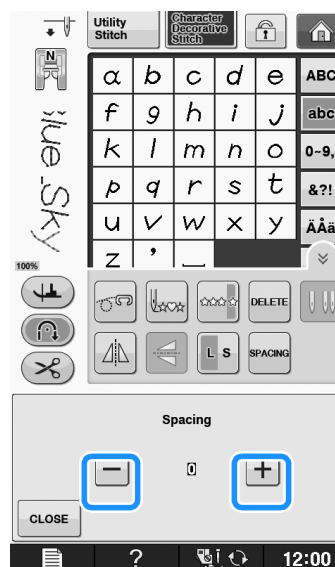 Utility Stitch
Character Decorative Stitch
N
a b c d e ABC
f g h i j abc
k l m n o 0~9,
p q r s t &?!
u v w x y ÄÅä
z ’ _
Blue_Sky
100%
DELETE
L S SPACING
Spacing
− 0 +
CLOSE
? 12:00